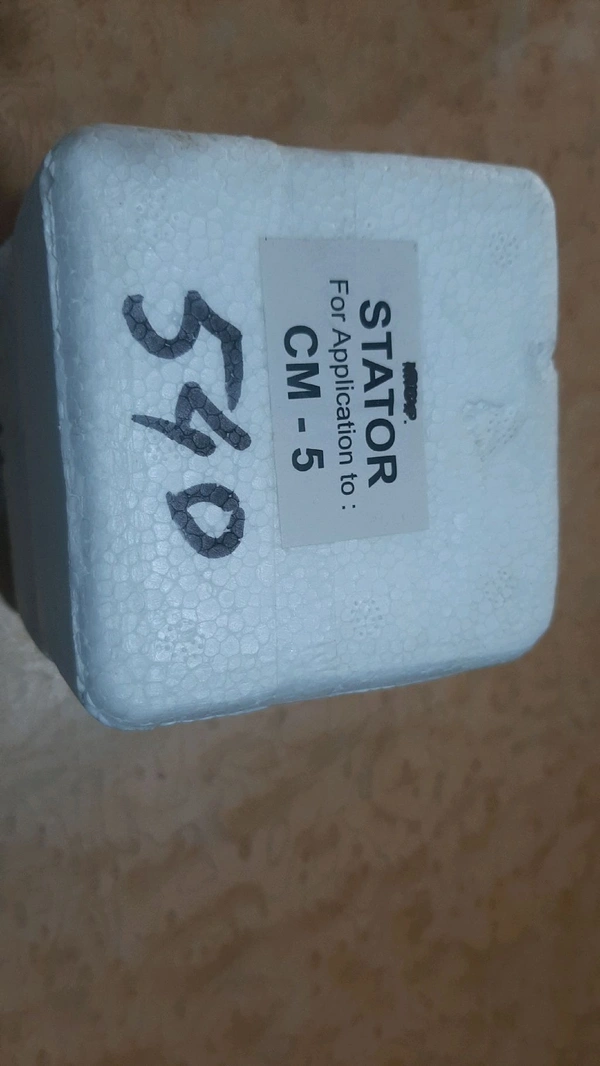 STATOR
For Application to :
CM - 5
540